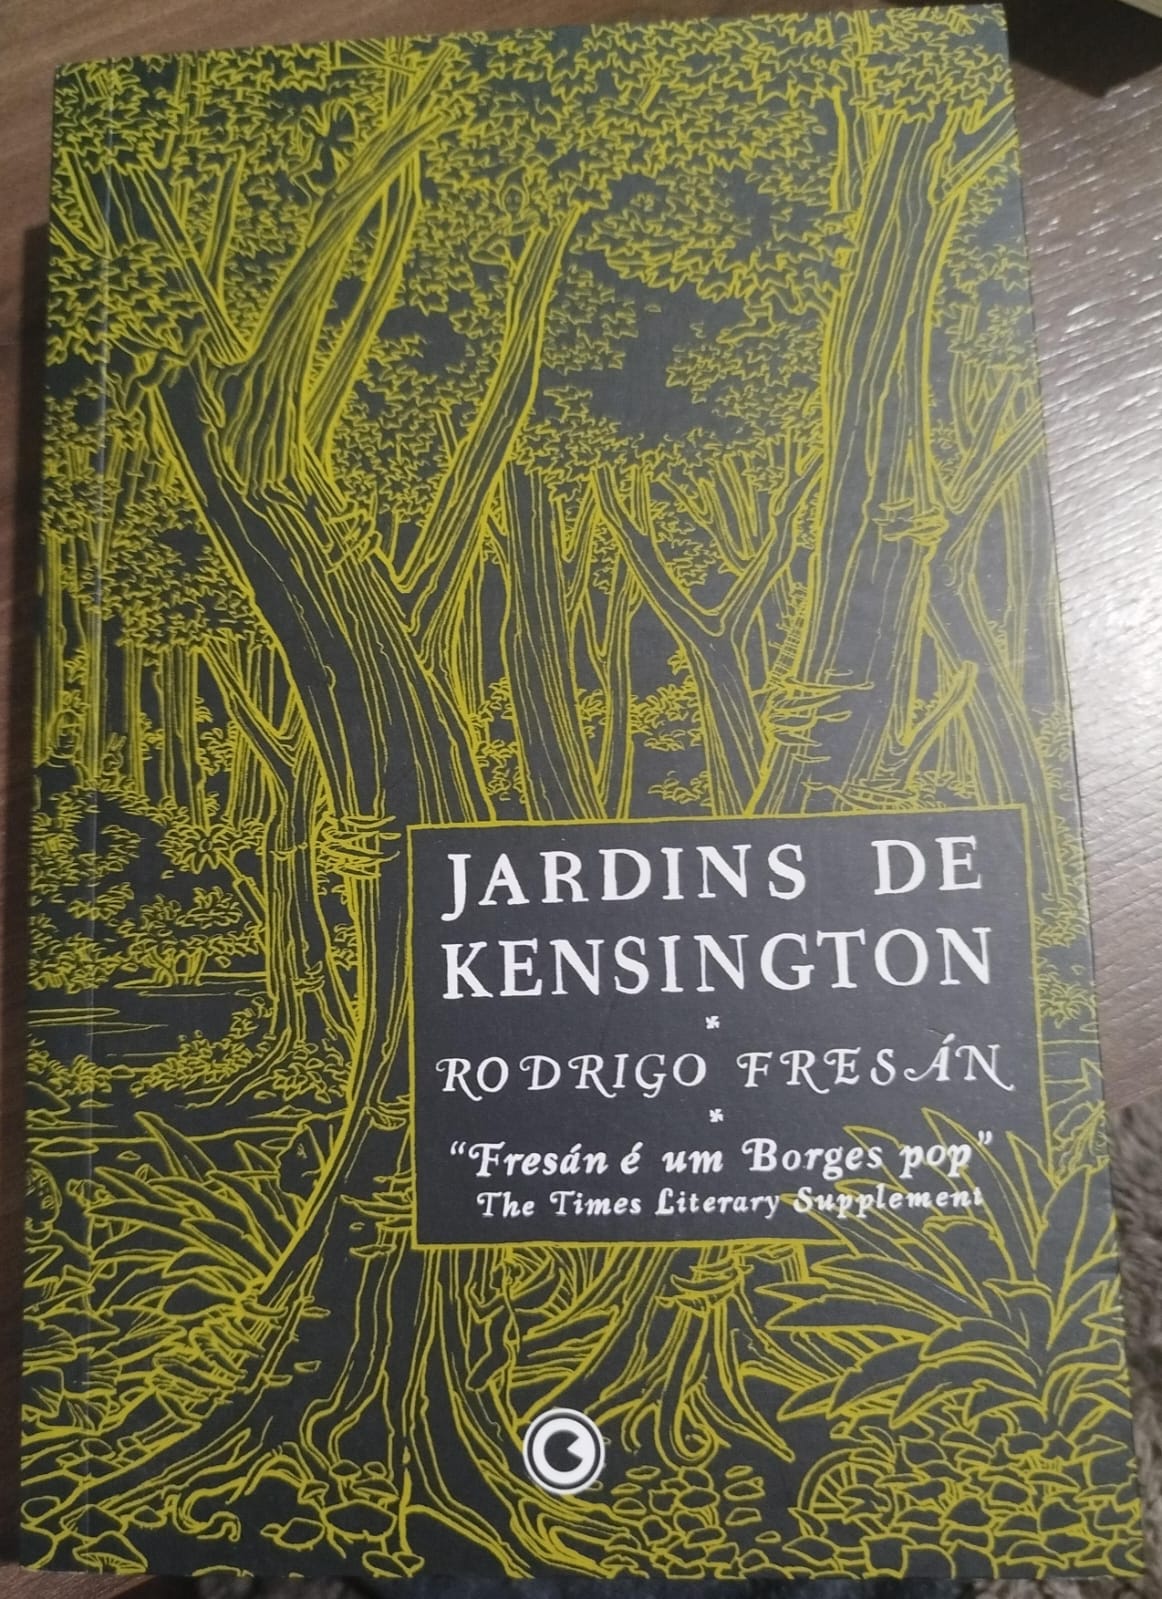 JARDINS DE
KENSINGTON
RODRIGO FRESÁN
“Fresán é um Borges pop”
The Times Literary Supplement